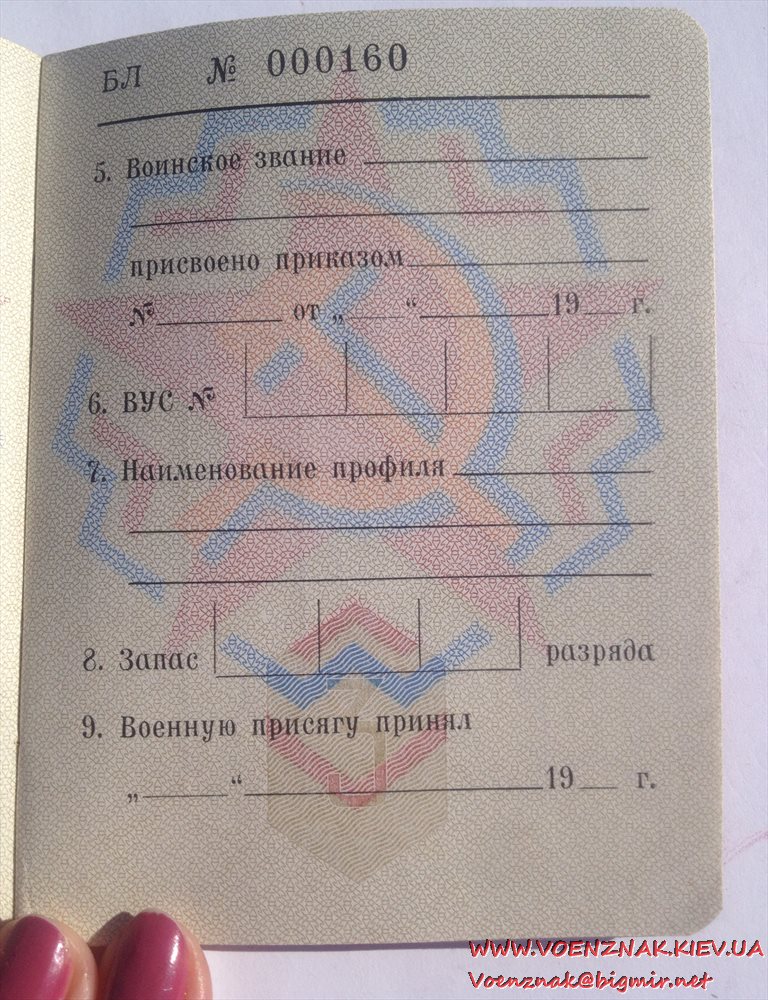 БЛ № 000160
5. Воинское звание
присвоено приказом
№ от „ “ 19 г.
6. ВУС №
7. Наименование профиля
8. Запас разряда
9. Военную присягу принял
„ “ 19 г.
WWW.VOENZNAK.KIEV.UA
Voenznak@bigmir.net